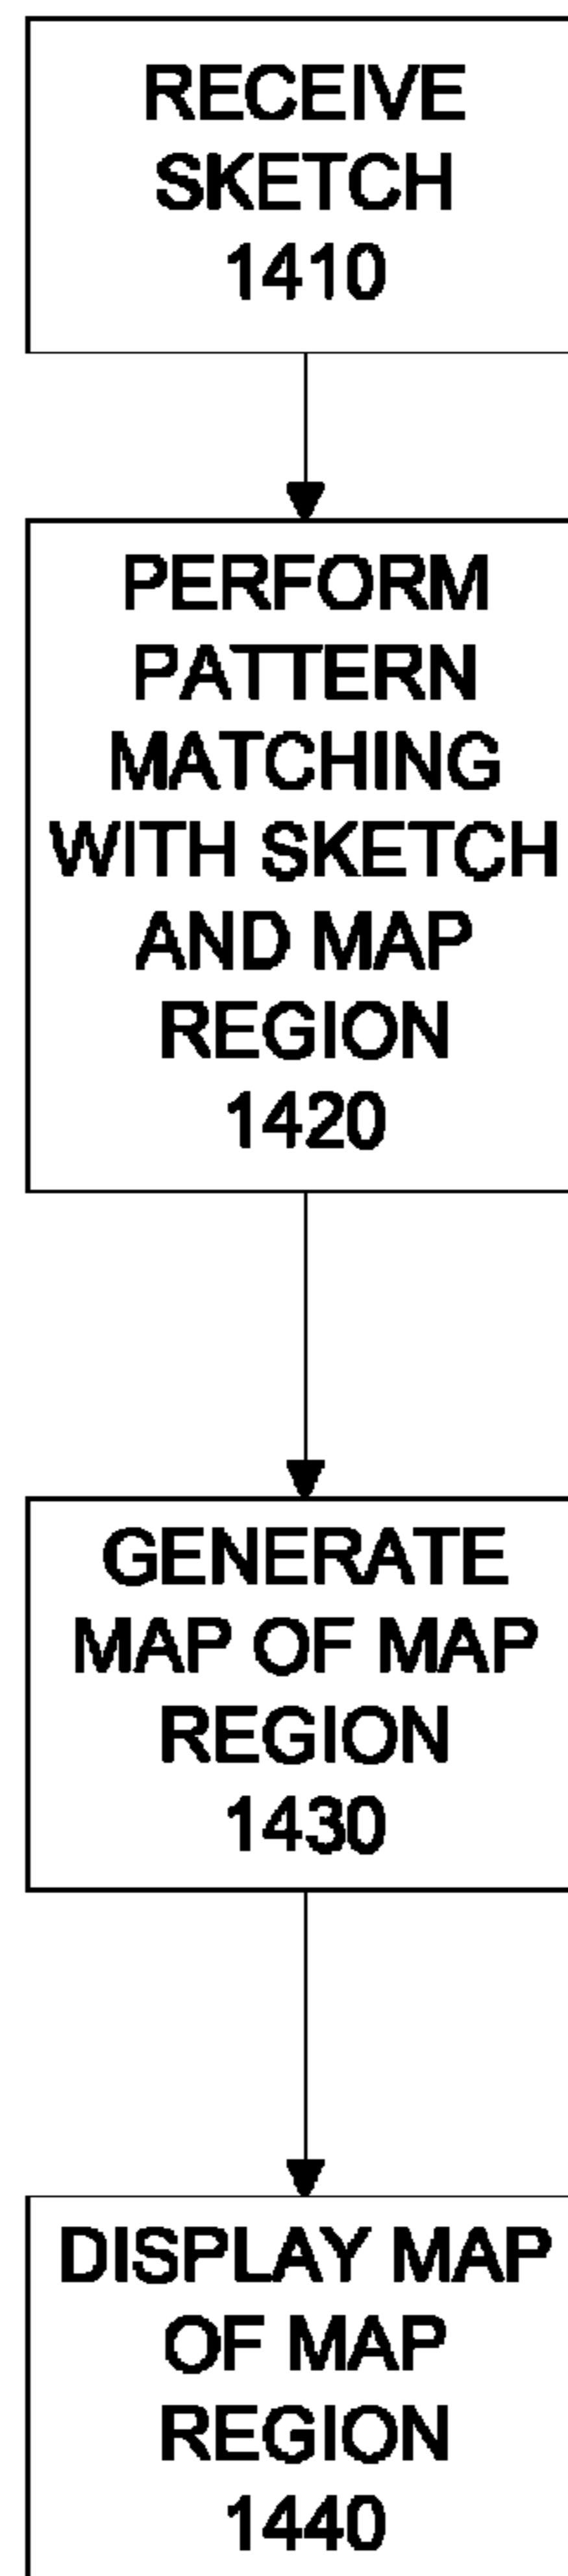 RECEIVE
SKETCH
1410
PERFORM
PATTERN
MATCHING
WITH SKETCH
AND MAP
REGION
1420
GENERATE
MAP OF MAP
REGION
1430
DISPLAY MAP
OF MAP
REGION
1440